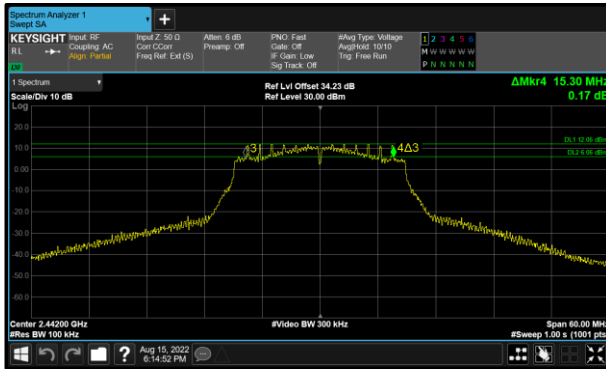 Spectrum Analyzer 1
Swept SA
KEYSIGHT
RL
Input: RF
Coupling: AC
Align: Partial
Input Z: 50 Ω
Corr CCorr
Freq Ref: Ext (S)
Atten: 6 dB
Preamp: Off
PNO: Fast
Gate: Off
IF Gain: Low
Sig Track: Off
#Avg Type: Voltage
Avg|Hold: 10/10
Trig: Free Run
1 2 3 4 5 6
M W W W W W
P N N N N N
1 Spectrum
Scale/Div 10 dB
Ref Lvl Offset 34.23 dB
Ref Level 30.00 dBm
ΔMkr4 15.30 MHz
0.17 dB
Log
20.0
10.0
0.00
-10.0
-20.0
-30.0
-40.0
-50.0
-60.0
3
4Δ3
DL1 12.06 dBm
DL2 6.06 dBm
Center 2.44200 GHz
#Res BW 100 kHz
#Video BW 300 kHz
Span 60.00 MHz
#Sweep 1.00 s (1001 pts)
?
Aug 15, 2022
6:14:52 PM